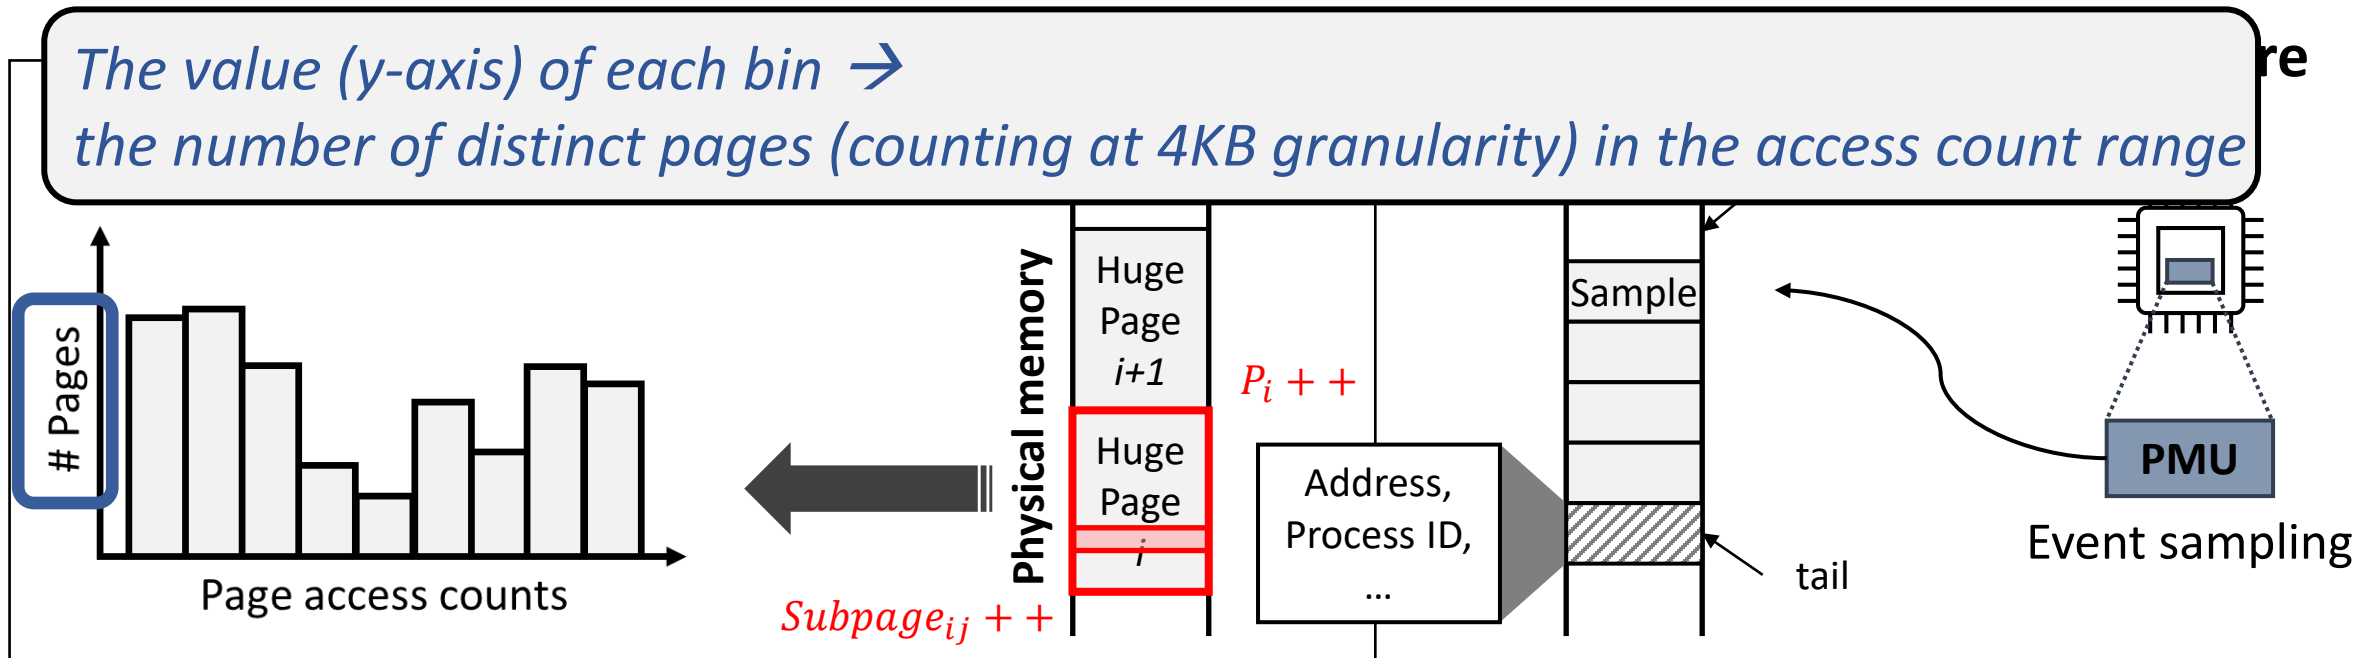 The value (y-axis) of each bin →
the number of distinct pages (counting at 4KB granularity) in the access count range
re
# Pages
Page access counts
Physical memory
Huge
Page
i+1
Huge
Page
i
P_i ++
Subpage_ij ++
Address,
Process ID,
...
Sample
tail
PMU
Event sampling